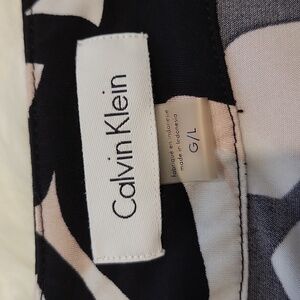 Calvin Klein
fabriqué en indonésie
made in indonesia
G/L